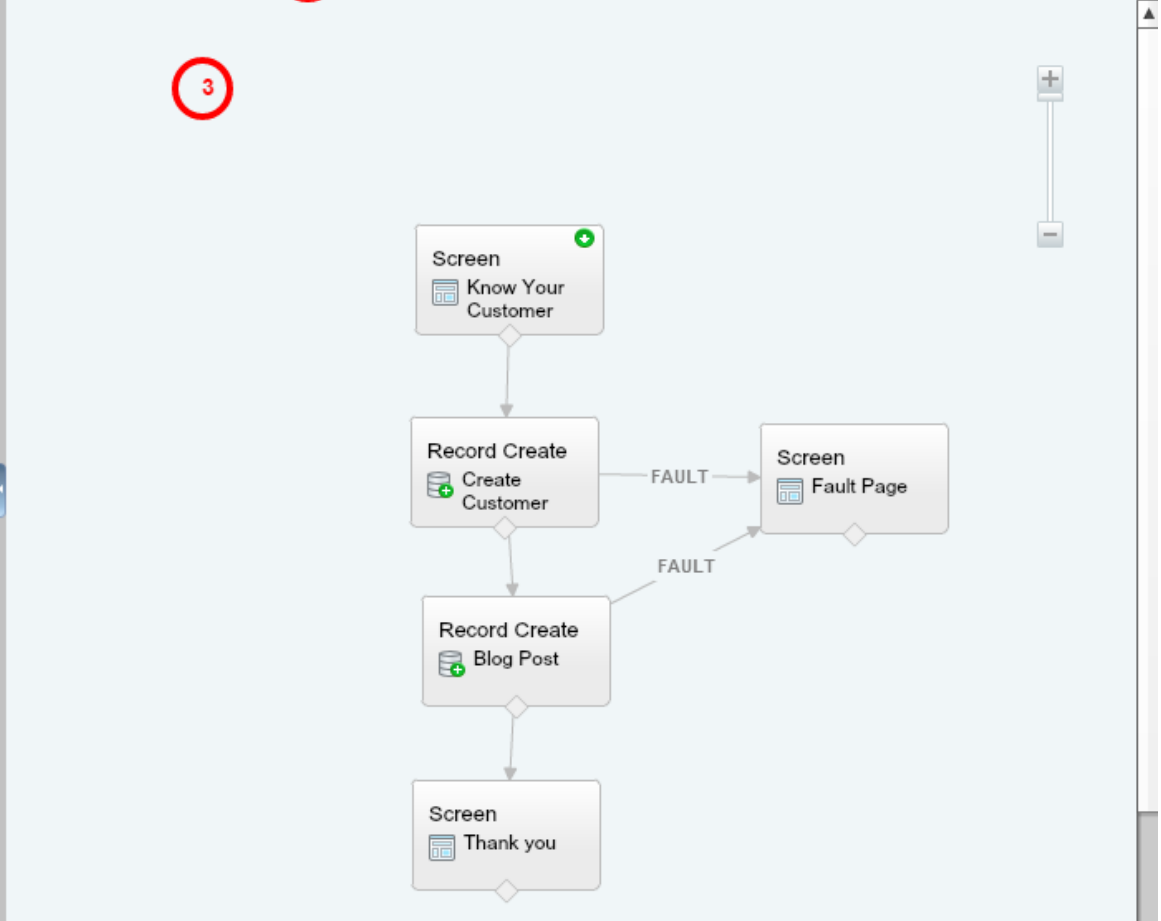 3
Screen
Know Your
Customer
Record Create
Create
Customer
FAULT
Screen
Fault Page
FAULT
Record Create
Blog Post
Screen
Thank you